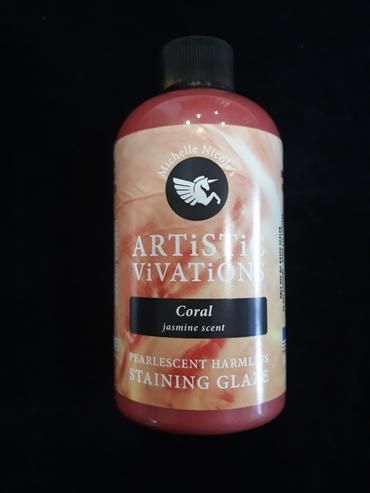 Michelle Nicole's
ARTiSTiC
ViVATiONS
Coral
jasmine scent
PEARLESCENT HARMLESS
STAINING GLAZE